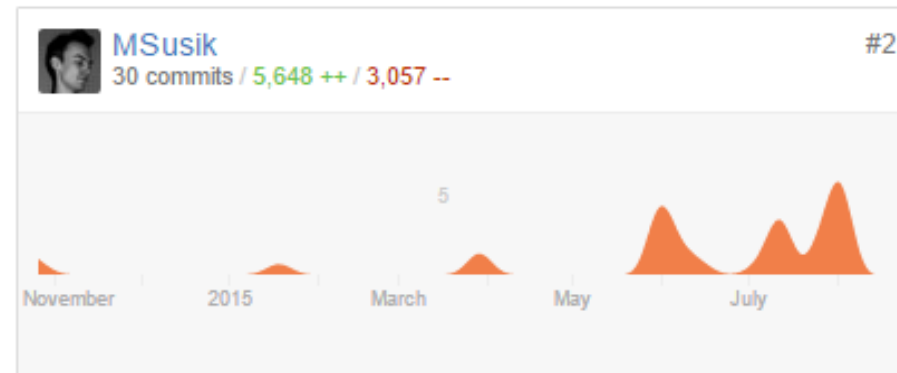 MSusik
#2
30 commits / 5,648 ++ / 3,057 --
5
November 2015 March May July